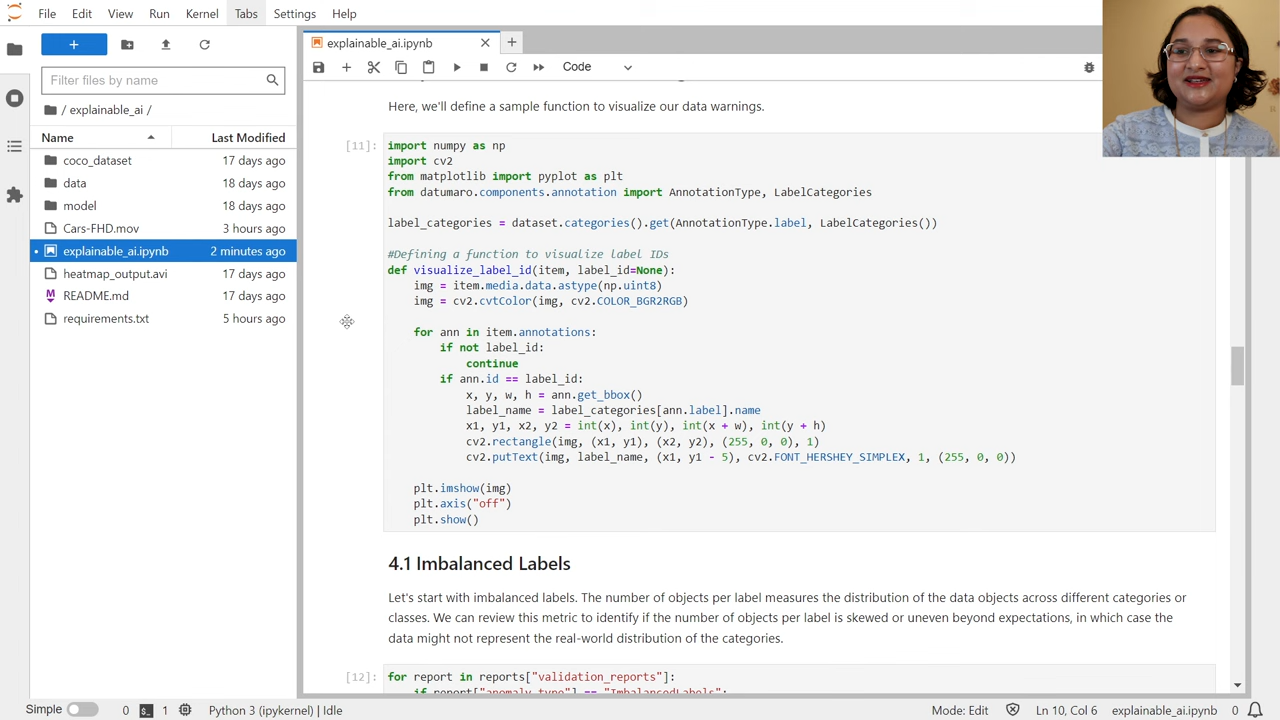 File Edit View Run Kernel Tabs Settings Help
Filter files by name
/ explainable_ai /
Name Last Modified
coco_dataset 17 days ago
data 18 days ago
model 18 days ago
Cars-FHD.mov 3 hours ago
explainable_ai.ipynb 2 minutes ago
heatmap_output.avi 17 days ago
README.md 17 days ago
requirements.txt 5 hours ago
explainable_ai.ipynb
Code
Here, we'll define a sample function to visualize our data warnings.
[11]:
import numpy as np
import cv2
from matplotlib import pyplot as plt
from datumaro.components.annotation import AnnotationType, LabelCategories
label_categories = dataset.categories().get(AnnotationType.label, LabelCategories())
#Defining a function to visualize label IDs
def visualize_label_id(item, label_id=None):
img = item.media.data.astype(np.uint8)
img = cv2.cvtColor(img, cv2.COLOR_BGR2RGB)
for ann in item.annotations:
if not label_id:
continue
if ann.id == label_id:
x, y, w, h = ann.get_bbox()
label_name = label_categories[ann.label].name
x1, y1, x2, y2 = int(x), int(y), int(x + w), int(y + h)
cv2.rectangle(img, (x1, y1), (x2, y2), (255, 0, 0), 1)
cv2.putText(img, label_name, (x1, y1 - 5), cv2.FONT_HERSHEY_SIMPLEX, 1, (255, 0, 0))
plt.imshow(img)
plt.axis("off")
plt.show()
4.1 Imbalanced Labels
Let's start with imbalanced labels. The number of objects per label measures the distribution of the data objects across different categories or
classes. We can review this metric to identify if the number of objects per label is skewed or uneven beyond expectations, in which case the
data might not represent the real-world distribution of the categories.
[12]:
for report in reports["validation_reports"]:
if report["anomaly_type"] == "ImbalancedLabels":
Simple 0 1 Python 3 (ipykernel) | Idle Mode: Edit Ln 10, Col 6 explainable_ai.ipynb 0